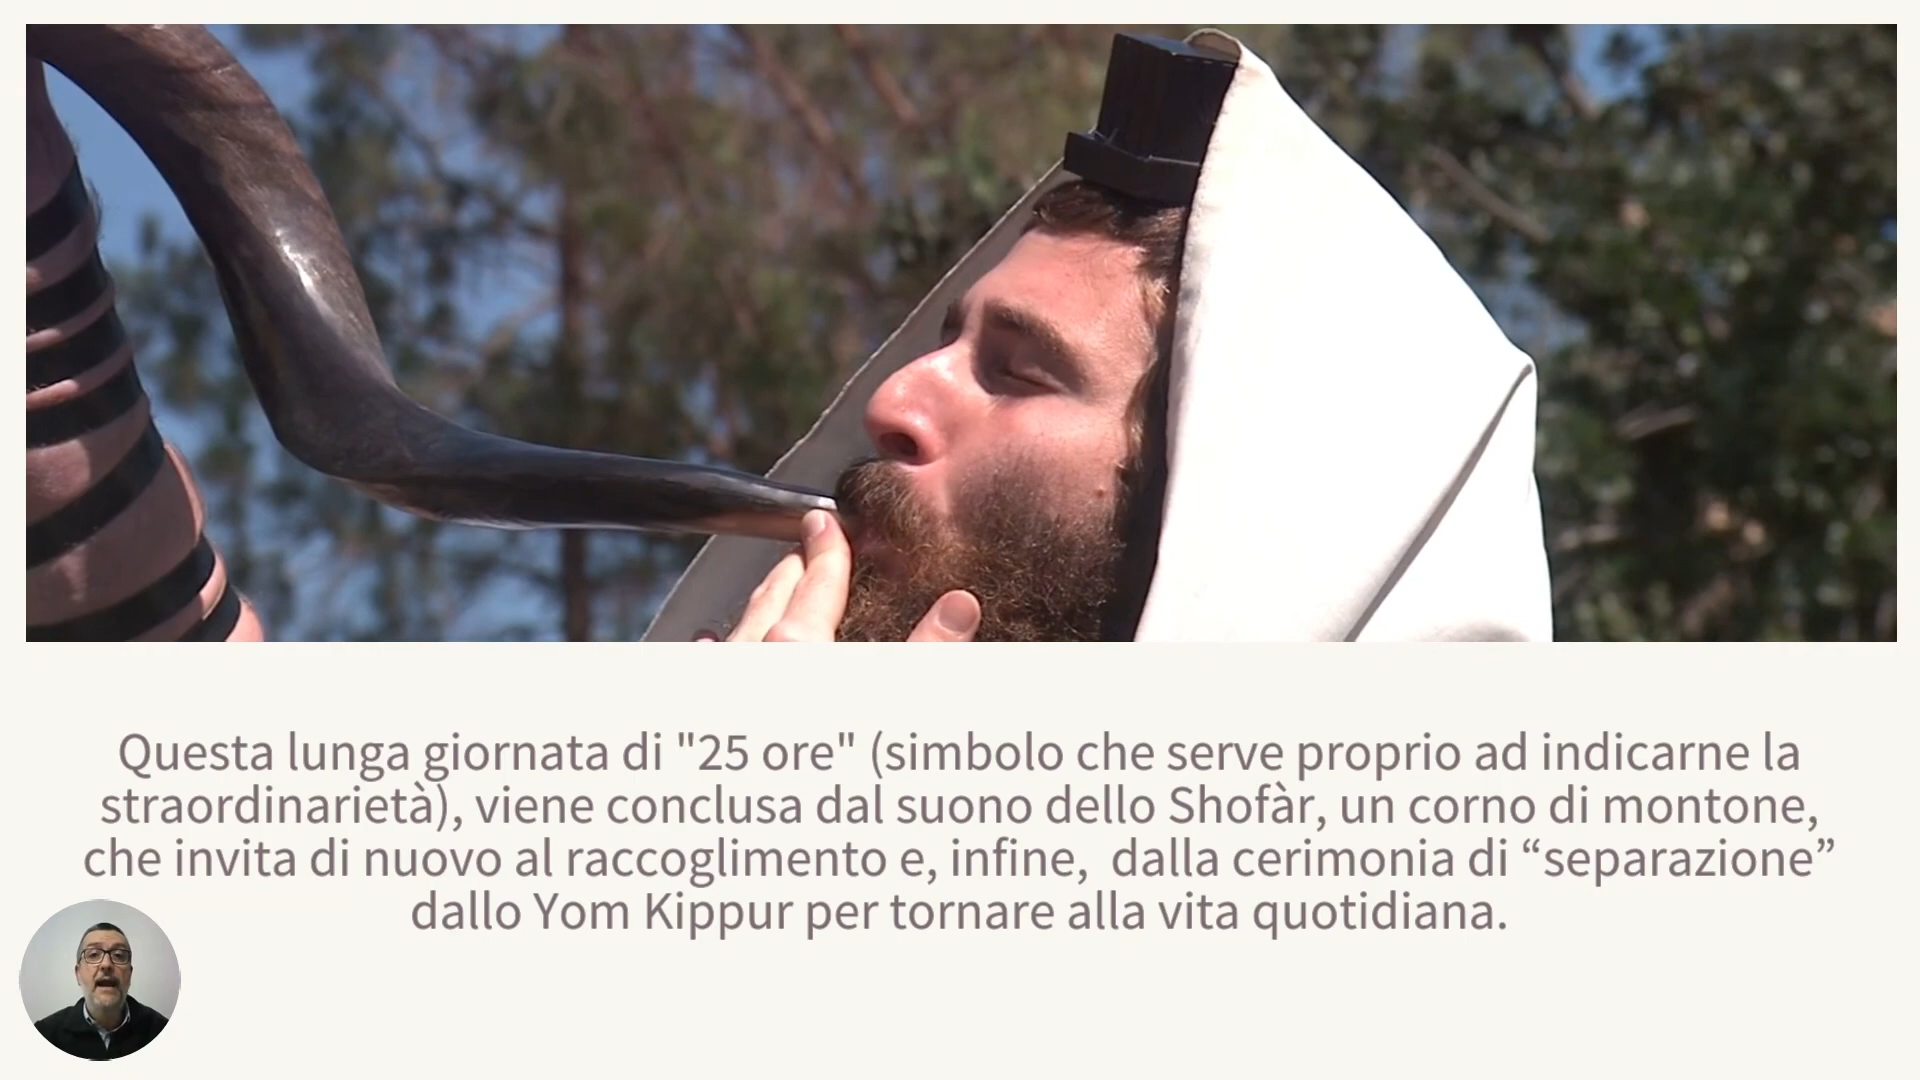 Questa lunga giornata di "25 ore" (simbolo che serve proprio ad indicarne la
straordinarietà), viene conclusa dal suono dello Shofàr, un corno di montone,
che invita di nuovo al raccoglimento e, infine,  dalla cerimonia di “separazione”
dallo Yom Kippur per tornare alla vita quotidiana.